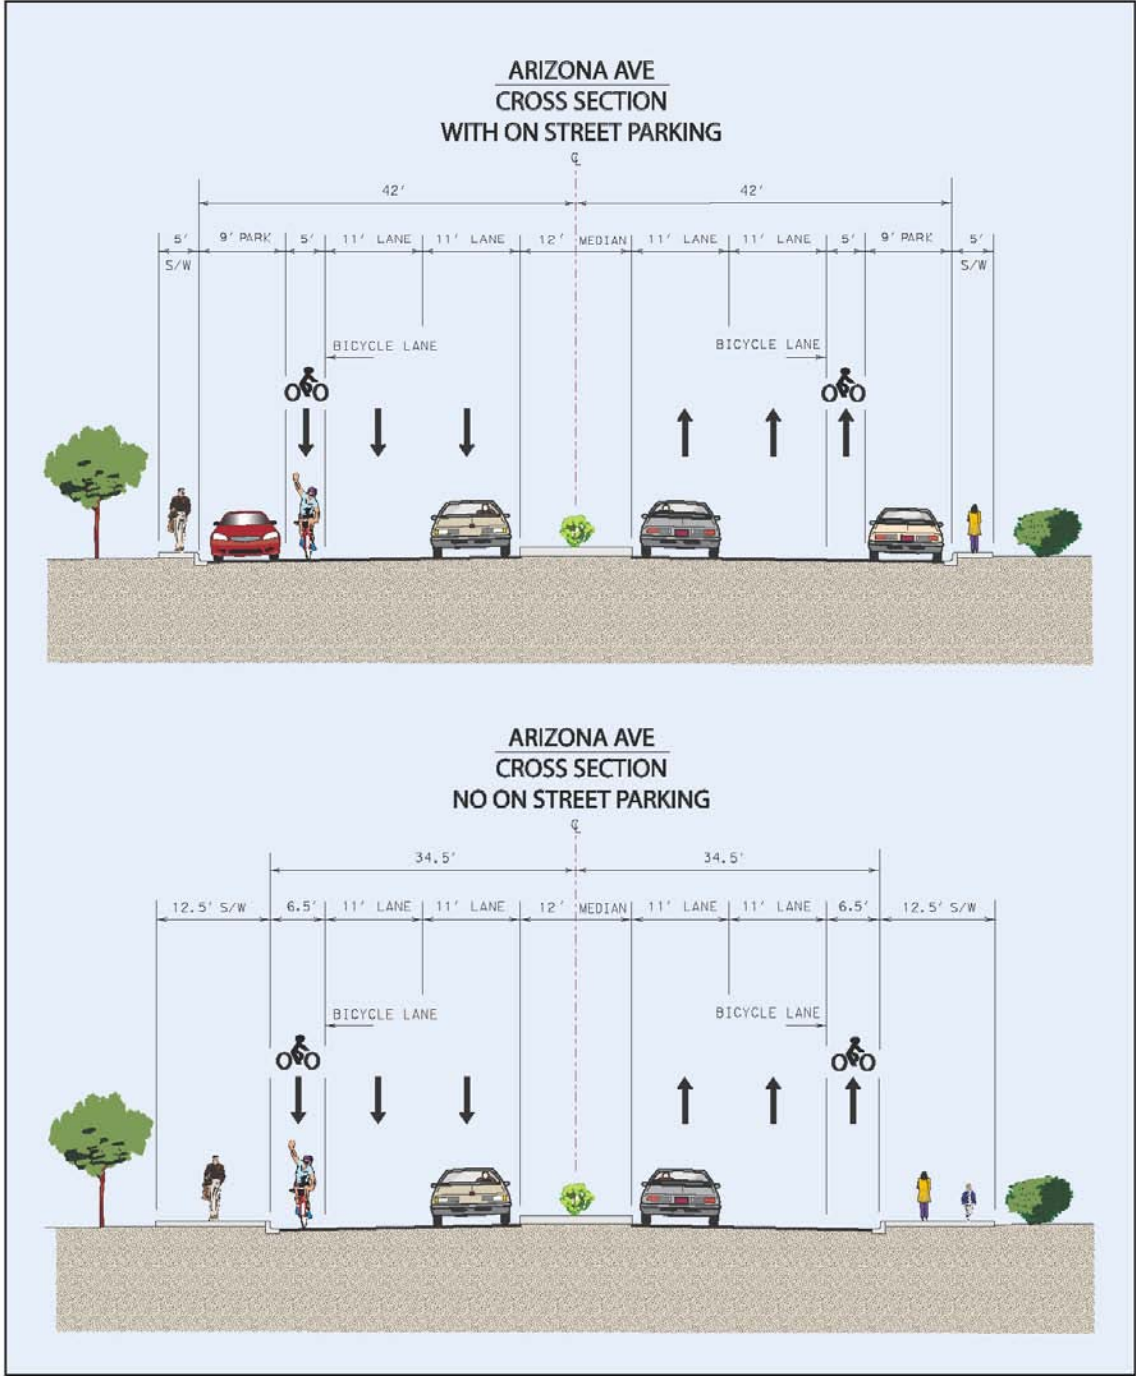 ARIZONA AVE
CROSS SECTION
WITH ON STREET PARKING
℄
42' 42'
5' 9' PARK 5' 11' LANE 11' LANE 12' MEDIAN 11' LANE 11' LANE 5' 9' PARK 5'
S/W S/W
BICYCLE LANE BICYCLE LANE
ARIZONA AVE
CROSS SECTION
NO ON STREET PARKING
℄
34.5' 34.5'
12.5' S/W 6.5' 11' LANE 11' LANE 12' MEDIAN 11' LANE 11' LANE 6.5' 12.5' S/W
BICYCLE LANE BICYCLE LANE